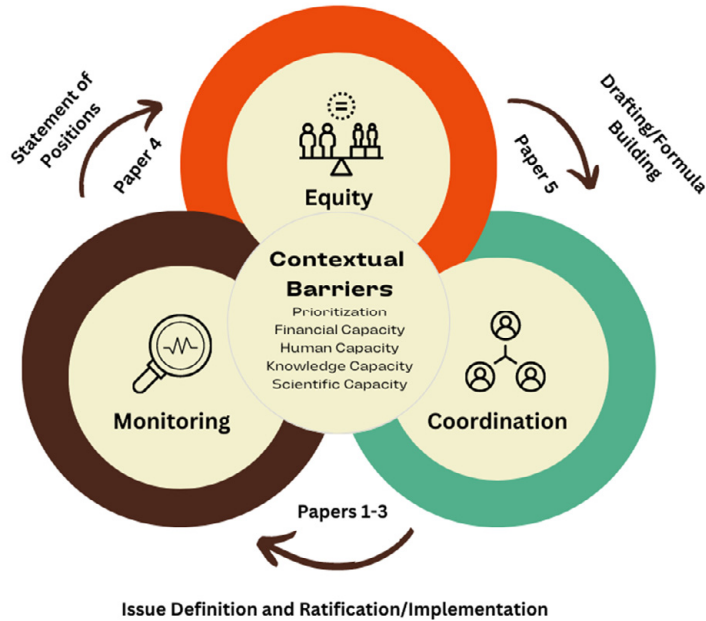 Statement of
Positions
Paper 4
Drafting/Formula
Building
Paper 5
=
Equity
Contextual
Barriers
Prioritization
Financial Capacity
Human Capacity
Knowledge Capacity
Scientific Capacity
Monitoring
Coordination
Papers 1-3
Issue Definition and Ratification/Implementation